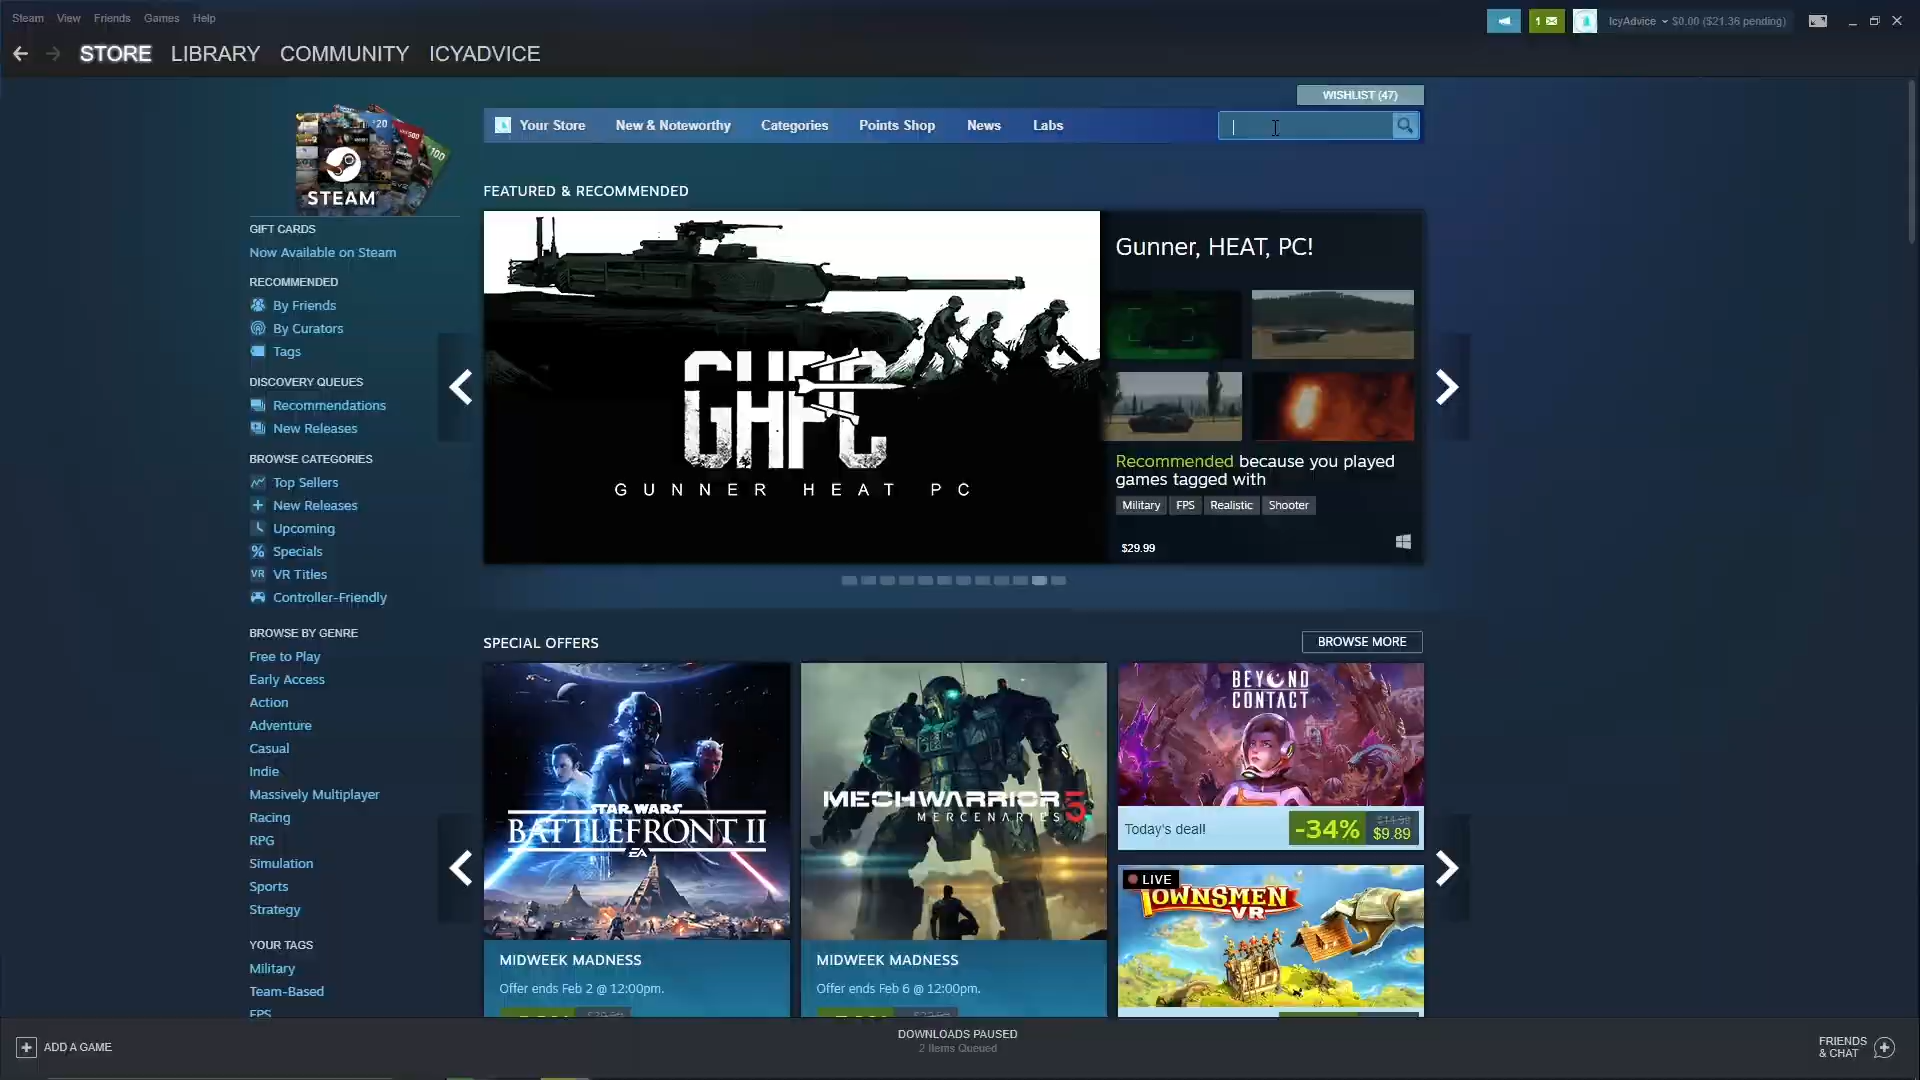 Steam View Friends Games Help
1
IcyAdvice $0.00 ($21.36 pending)
STORE LIBRARY COMMUNITY ICYADVICE
WISHLIST (47)
Your Store New & Noteworthy Categories Points Shop News Labs
STEAM
GIFT CARDS
Now Available on Steam
RECOMMENDED
By Friends
By Curators
Tags
DISCOVERY QUEUES
Recommendations
New Releases
BROWSE CATEGORIES
Top Sellers
New Releases
Upcoming
Specials
VR VR Titles
Controller-Friendly
BROWSE BY GENRE
Free to Play
Early Access
Action
Adventure
Casual
Indie
Massively Multiplayer
Racing
RPG
Simulation
Sports
Strategy
YOUR TAGS
Military
Team-Based
FPS
FEATURED & RECOMMENDED
GHPC
GUNNER HEAT PC
Gunner, HEAT, PC!
Recommended because you played
games tagged with
Military FPS Realistic Shooter
$29.99
SPECIAL OFFERS
BROWSE MORE
STAR WARS
BATTLEFRONT II
EA
MIDWEEK MADNESS
Offer ends Feb 2 @ 12:00pm.
MECHWARRIOR 5
MERCENARIES
MIDWEEK MADNESS
Offer ends Feb 6 @ 12:00pm.
BEYOND
CONTACT
Today's deal!
-34%
$14.99
$9.89
LIVE
TOWNSMEN
VR
ADD A GAME
DOWNLOADS PAUSED
2 Items Queued
FRIENDS
& CHAT